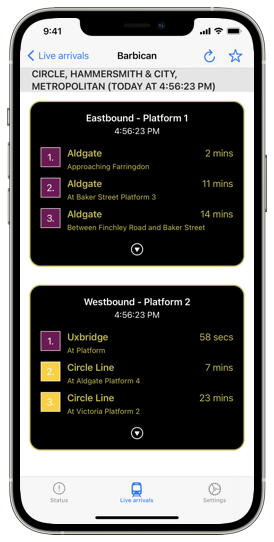 9:41
Live arrivals
Barbican
CIRCLE, HAMMERSMITH & CITY,
METROPOLITAN (TODAY AT 4:56:23 PM)
Eastbound - Platform 1
4:56:23 PM
1. Aldgate 2 mins
Approaching Farringdon
2. Aldgate 11 mins
At Baker Street Platform 3
3. Aldgate 14 mins
Between Finchley Road and Baker Street
Westbound - Platform 2
4:56:23 PM
1. Uxbridge 58 secs
At Platform
2. Circle Line 7 mins
At Aldgate Platform 4
3. Circle Line 23 mins
At Victoria Platform 2
Status
Live arrivals
Settings